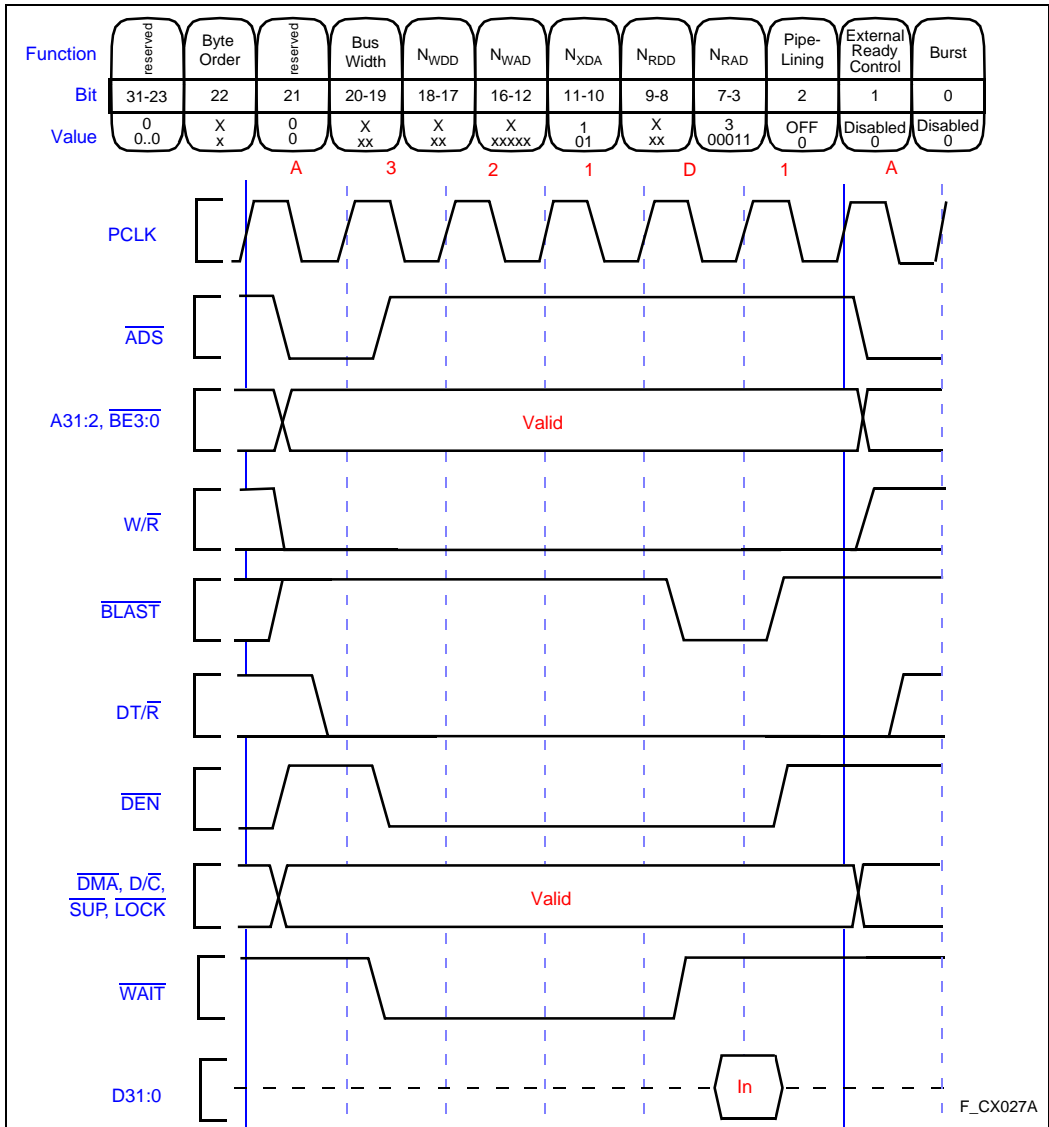 Function reserved Byte Order reserved Bus Width NWDD NWAD NXDA NRDD NRAD Pipe-Lining External Ready Control Burst
Bit 31-23 22 21 20-19 18-17 16-12 11-10 9-8 7-3 2 1 0
Value 0 X 0 X X X 1 X 3 OFF Disabled Disabled
0..0 x 0 xx xx xxxxx 01 xx 00011 0 0 0
A 3 2 1 D 1 A
PCLK
ADS
A31:2, BE3:0
Valid
W/R
BLAST
DT/R
DEN
DMA, D/C,
SUP, LOCK
Valid
WAIT
D31:0
In
F_CX027A